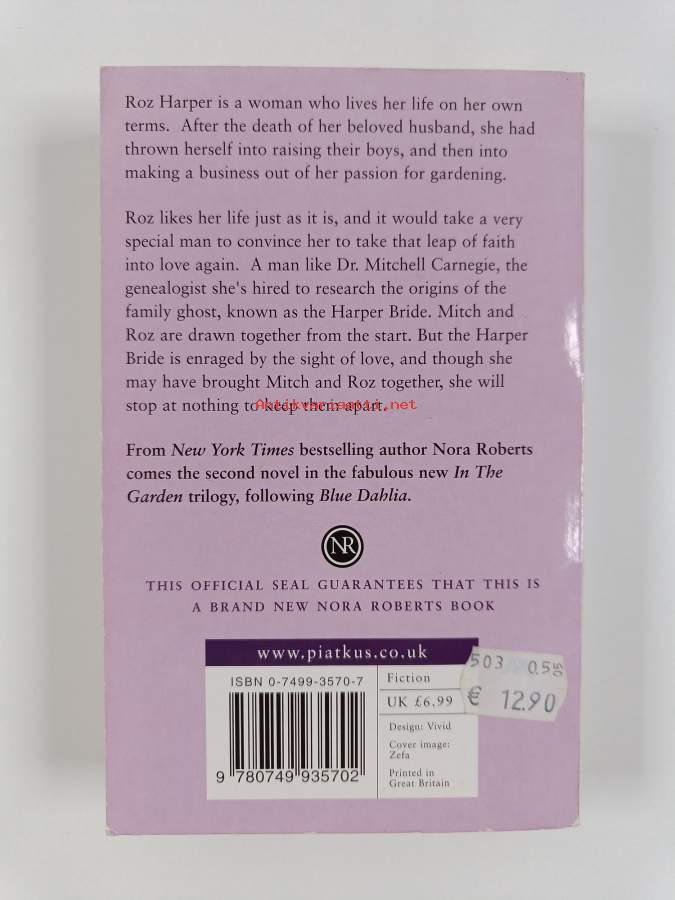 Roz Harper is a woman who lives her life on her own
terms. After the death of her beloved husband, she had
thrown herself into raising their boys, and then into
making a business out of her passion for gardening.
Roz likes her life just as it is, and it would take a very
special man to convince her to take that leap of faith
into love again. A man like Dr. Mitchell Carnegie, the
genealogist she's hired to research the origins of the
family ghost, known as the Harper Bride. Mitch and
Roz are drawn together from the start. But the Harper
Bride is enraged by the sight of love, and though she
may have brought Mitch and Roz together, she will
stop at nothing to keep them apart.
Antikvariaatti.net
From New York Times bestselling author Nora Roberts
comes the second novel in the fabulous new In The
Garden trilogy, following Blue Dahlia.
NR
THIS OFFICIAL SEAL GUARANTEES THAT THIS IS
A BRAND NEW NORA ROBERTS BOOK
www.piatkus.co.uk
ISBN 0-7499-3570-7
9 780749 935702
Fiction
UK £6.99
Design: Vivid
Cover image:
Zefa
Printed in
Great Britain
503 0.5
€ 12.90